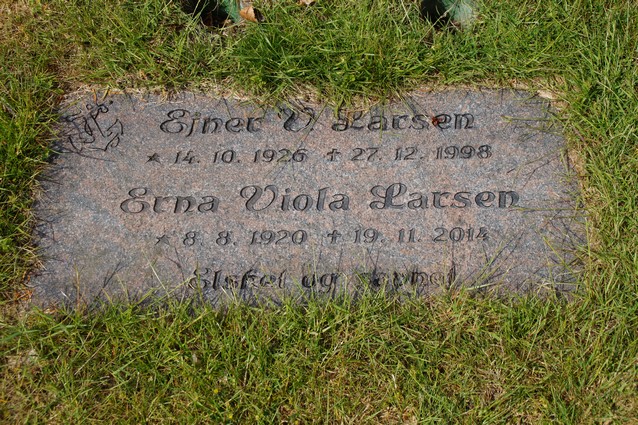 Ejner V. Larsen
* 14. 10. 1926 + 27. 12. 1998
Erna Viola Larsen
* 8. 8. 1920 + 19. 11. 2014
Elsket og savnet